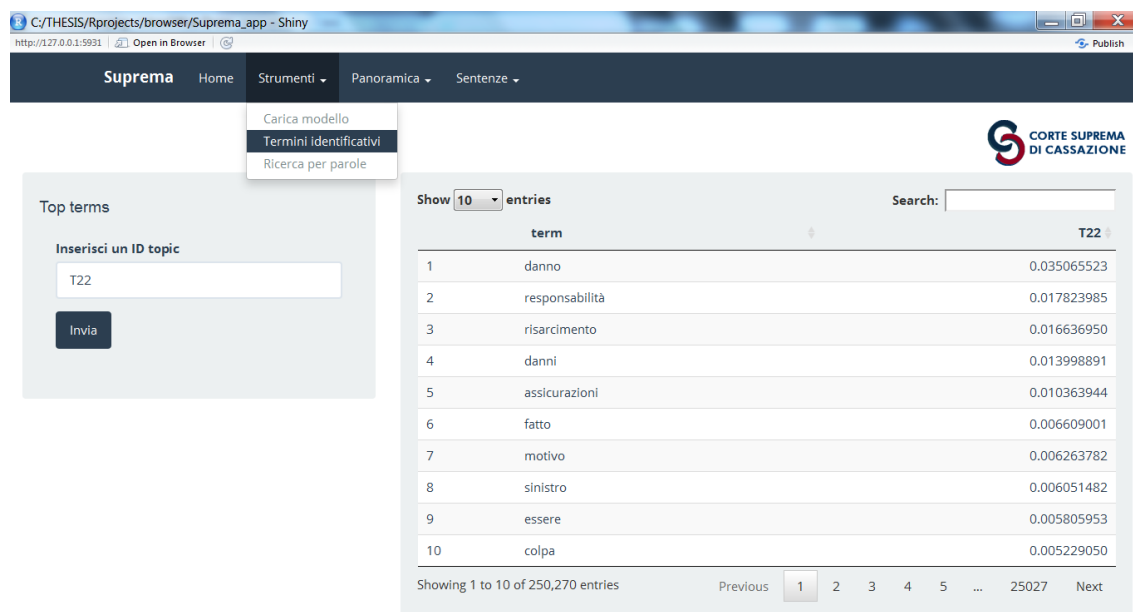 C:/THESIS/Rprojects/browser/Suprema_app - Shiny
http://127.0.0.1:5931 Open in Browser Publish
Suprema Home Strumenti Panoramica Sentenze
Carica modello
Termini identificativi
Ricerca per parole
CORTE SUPREMA
DI CASSAZIONE
Top terms
Inserisci un ID topic
T22
Invia
Show 10 entries Search:
term T22
1 danno 0.035065523
2 responsabilità 0.017823985
3 risarcimento 0.016636950
4 danni 0.013998891
5 assicurazioni 0.010363944
6 fatto 0.006609001
7 motivo 0.006263782
8 sinistro 0.006051482
9 essere 0.005805953
10 colpa 0.005229050
Showing 1 to 10 of 250,270 entries Previous 1 2 3 4 5 ... 25027 Next